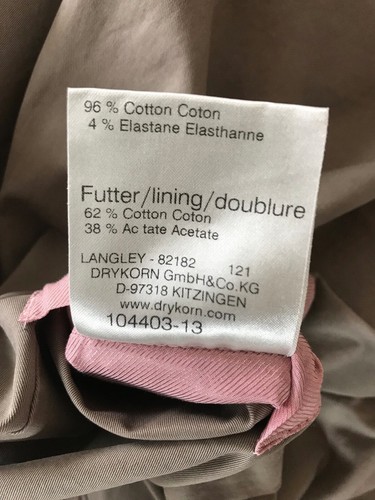 96 % Cotton Coton
4 % Elastane Elasthanne
Futter/lining/doublure
62 % Cotton Coton
38 % Ac tate Acetate
LANGLEY - 82182 121
DRYKORN GmbH&Co.KG
D-97318 KITZINGEN
www.drykorn.com
104403-13